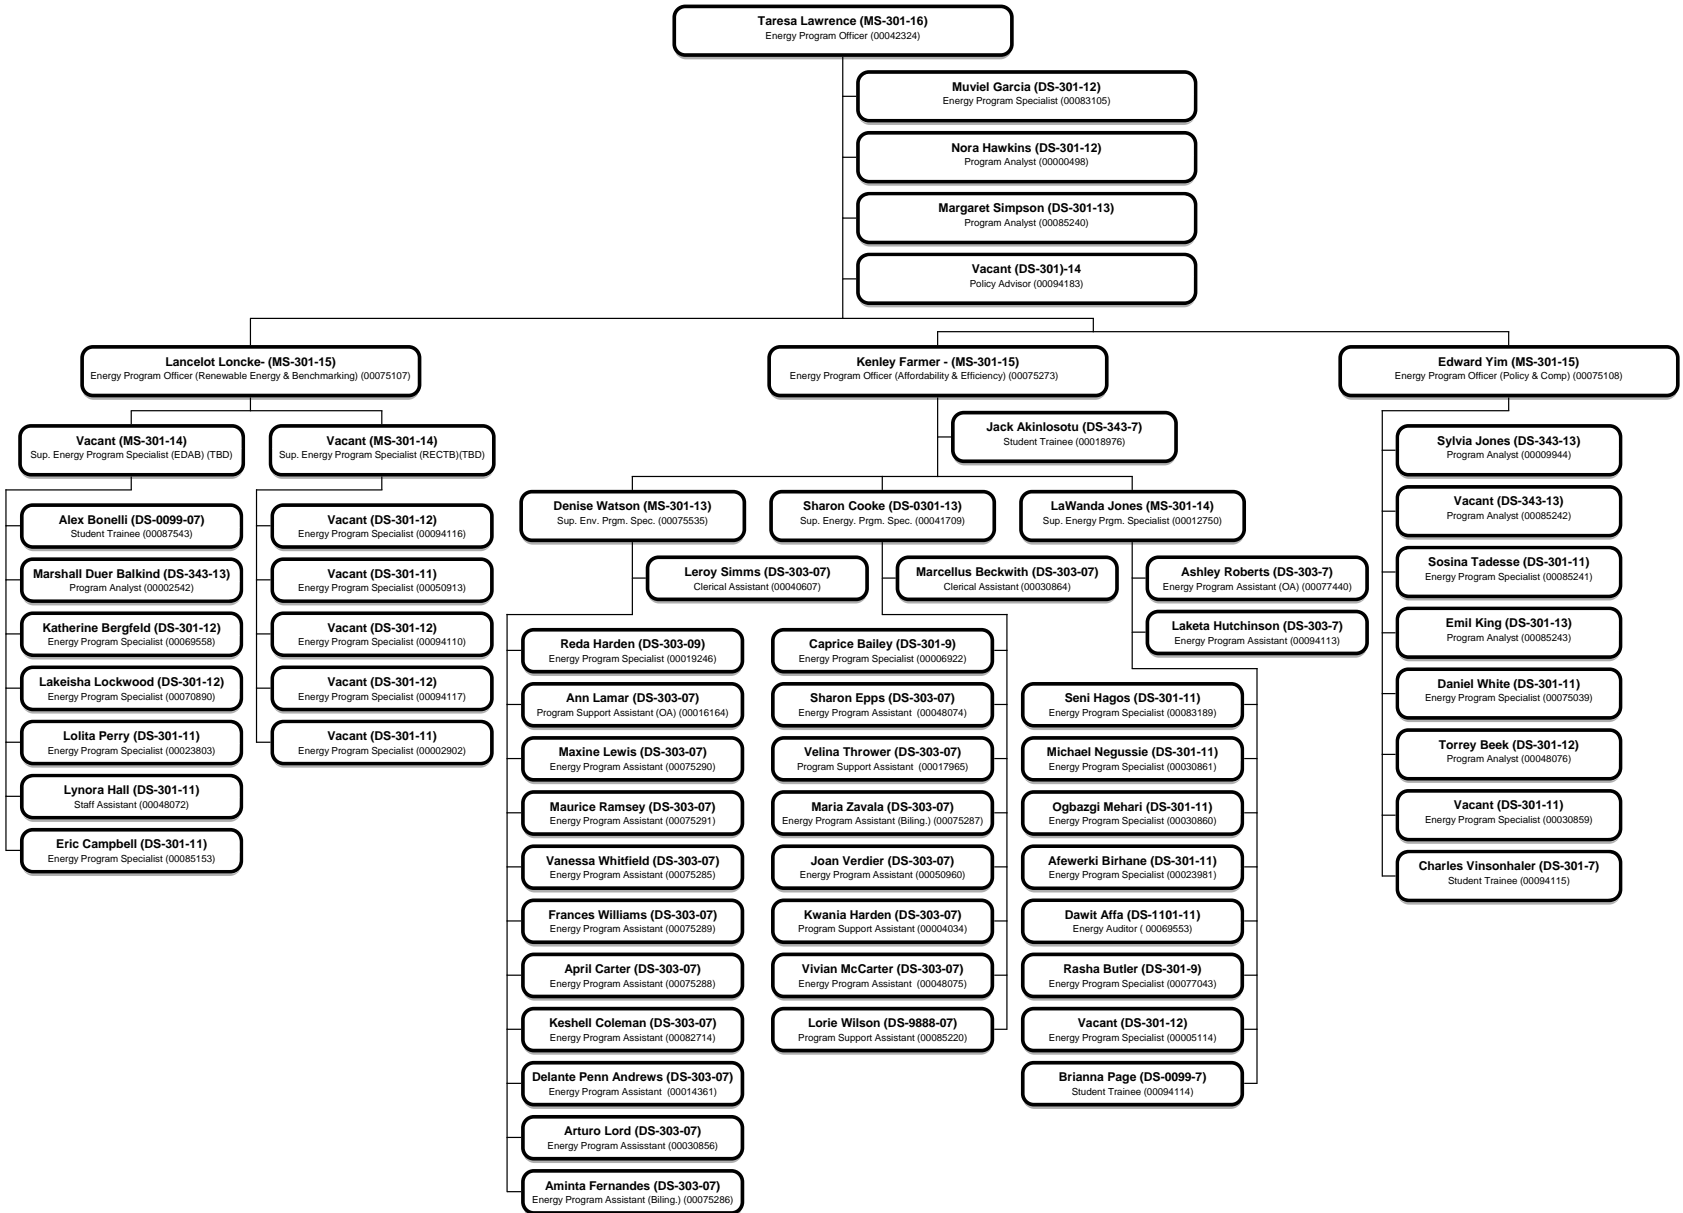 Taresa Lawrence (MS-301-16)
Energy Program Officer (00042324)
Muviel Garcia (DS-301-12)
Energy Program Specialist (00083105)
Nora Hawkins (DS-301-12)
Program Analyst (00000498)
Margaret Simpson (DS-301-13)
Program Analyst (00085240)
Vacant (DS-301)-14
Policy Advisor (00094183)
Lancelot Loncke- (MS-301-15)
Energy Program Officer (Renewable Energy & Benchmarking) (00075107)
Vacant (MS-301-14)
Sup. Energy Program Specialist (EDAB) (TBD)
Alex Bonelli (DS-0099-07)
Student Trainee (00087543)
Marshall Duer Balkind (DS-343-13)
Program Analyst (00002542)
Katherine Bergfeld (DS-301-12)
Energy Program Specialist (00069558)
Lakeisha Lockwood (DS-301-12)
Energy Program Specialist (00070890)
Lolita Perry (DS-301-11)
Energy Program Specialist (00023803)
Lynora Hall (DS-301-11)
Staff Assistant (00048072)
Eric Campbell (DS-301-11)
Energy Program Specialist (00085153)
Vacant (MS-301-14)
Sup. Energy Program Specialist (RECTB)(TBD)
Vacant (DS-301-12)
Energy Program Specialist (00094116)
Vacant (DS-301-11)
Energy Program Specialist (00050913)
Vacant (DS-301-12)
Energy Program Specialist (00094110)
Vacant (DS-301-12)
Energy Program Specialist (00094117)
Vacant (DS-301-11)
Energy Program Specialist (00002902)
Kenley Farmer - (MS-301-15)
Energy Program Officer (Affordability & Efficiency) (00075273)
Jack Akinlosotu (DS-343-7)
Student Trainee (00018976)
Denise Watson (MS-301-13)
Sup. Env. Prgm. Spec. (00075535)
Leroy Simms (DS-303-07)
Clerical Assistant (00040607)
Reda Harden (DS-303-09)
Energy Program Specialist (00019246)
Ann Lamar (DS-303-07)
Program Support Assistant (OA) (00016164)
Maxine Lewis (DS-303-07)
Energy Program Assistant (00075290)
Maurice Ramsey (DS-303-07)
Energy Program Assistant (00075291)
Vanessa Whitfield (DS-303-07)
Energy Program Assistant (00075285)
Frances Williams (DS-303-07)
Energy Program Assistant (00075289)
April Carter (DS-303-07)
Energy Program Assistant (00075288)
Keshell Coleman (DS-303-07)
Energy Program Assistant (00082714)
Delante Penn Andrews (DS-303-07)
Energy Program Assistant (00014361)
Arturo Lord (DS-303-07)
Energy Program Assisstant (00030856)
Aminta Fernandes (DS-303-07)
Energy Program Assistant (Biling.) (00075286)
Sharon Cooke (DS-0301-13)
Sup. Energy. Prgm. Spec. (00041709)
Marcellus Beckwith (DS-303-07)
Clerical Assistant (00030864)
Caprice Bailey (DS-301-9)
Energy Program Specialist (00006922)
Sharon Epps (DS-303-07)
Energy Program Assistant (00048074)
Velina Thrower (DS-303-07)
Program Support Assistant (00017965)
Maria Zavala (DS-303-07)
Energy Program Assistant (Biling.) (00075287)
Joan Verdier (DS-303-07)
Energy Program Assistant (00050960)
Kwania Harden (DS-303-07)
Program Support Assistant (00004034)
Vivian McCarter (DS-303-07)
Energy Program Assistant (00048075)
Lorie Wilson (DS-9888-07)
Program Support Assistant (00085220)
LaWanda Jones (MS-301-14)
Sup. Energy Prgm. Specialist (00012750)
Ashley Roberts (DS-303-7)
Energy Program Assistant (OA) (00077440)
Laketa Hutchinson (DS-303-7)
Energy Program Assistant (00094113)
Seni Hagos (DS-301-11)
Energy Program Specialist (00083189)
Michael Negussie (DS-301-11)
Energy Program Specialist (00030861)
Ogbazgi Mehari (DS-301-11)
Energy Program Specialist (00030860)
Afewerki Birhane (DS-301-11)
Energy Program Specialist (00023981)
Dawit Affa (DS-1101-11)
Energy Auditor ( 00069553)
Rasha Butler (DS-301-9)
Energy Program Specialist (00077043)
Vacant (DS-301-12)
Energy Program Specialist (00005114)
Brianna Page (DS-0099-7)
Student Trainee (00094114)
Edward Yim (MS-301-15)
Energy Program Officer (Policy & Comp) (00075108)
Sylvia Jones (DS-343-13)
Program Analyst (00009944)
Vacant (DS-343-13)
Program Analyst (00085242)
Sosina Tadesse (DS-301-11)
Energy Program Specialist (00085241)
Emil King (DS-301-13)
Program Analyst (00085243)
Daniel White (DS-301-11)
Energy Program Specialist (00075039)
Torrey Beek (DS-301-12)
Program Analyst (00048076)
Vacant (DS-301-11)
Energy Program Specialist (00030859)
Charles Vinsonhaler (DS-301-7)
Student Trainee (00094115)